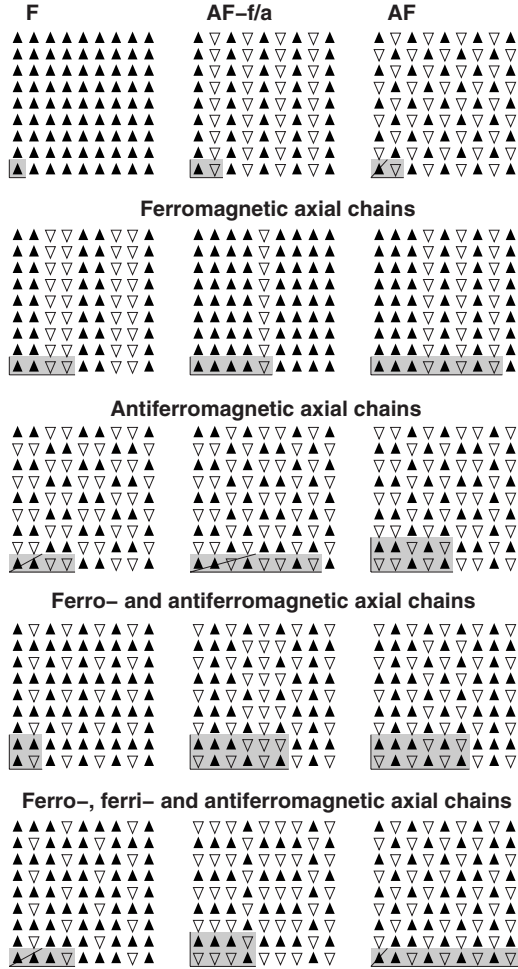 F AF−f/a AF
Ferromagnetic axial chains
Antiferromagnetic axial chains
Ferro− and antiferromagnetic axial chains
Ferro−, ferri− and antiferromagnetic axial chains